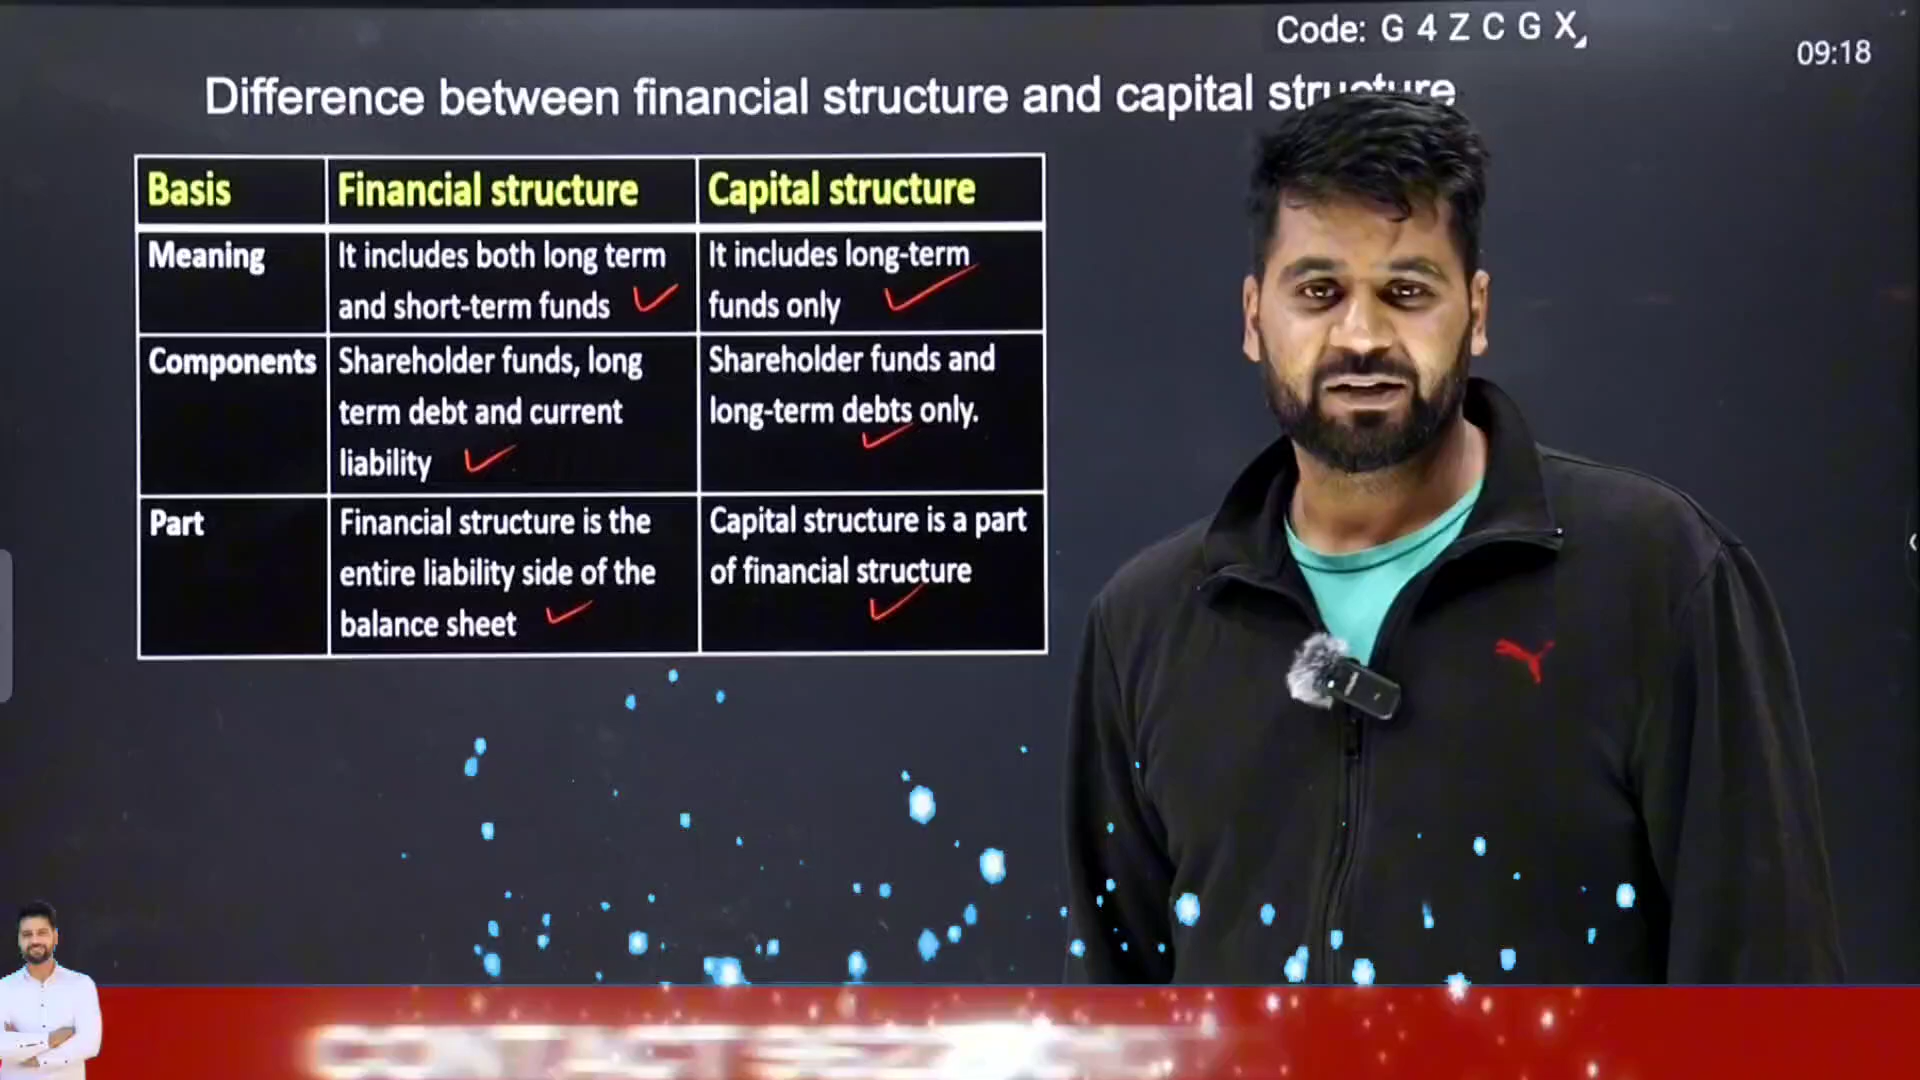 Code: G 4 Z C G X
09:18
Difference between financial structure and capital structure
Basis
Financial structure
Capital structure
Meaning
It includes both long term
and short-term funds
It includes long-term
funds only
Components
Shareholder funds, long
term debt and current
liability
Shareholder funds and
long-term debts only.
Part
Financial structure is the
entire liability side of the
balance sheet
Capital structure is a part
of financial structure
CONTACT